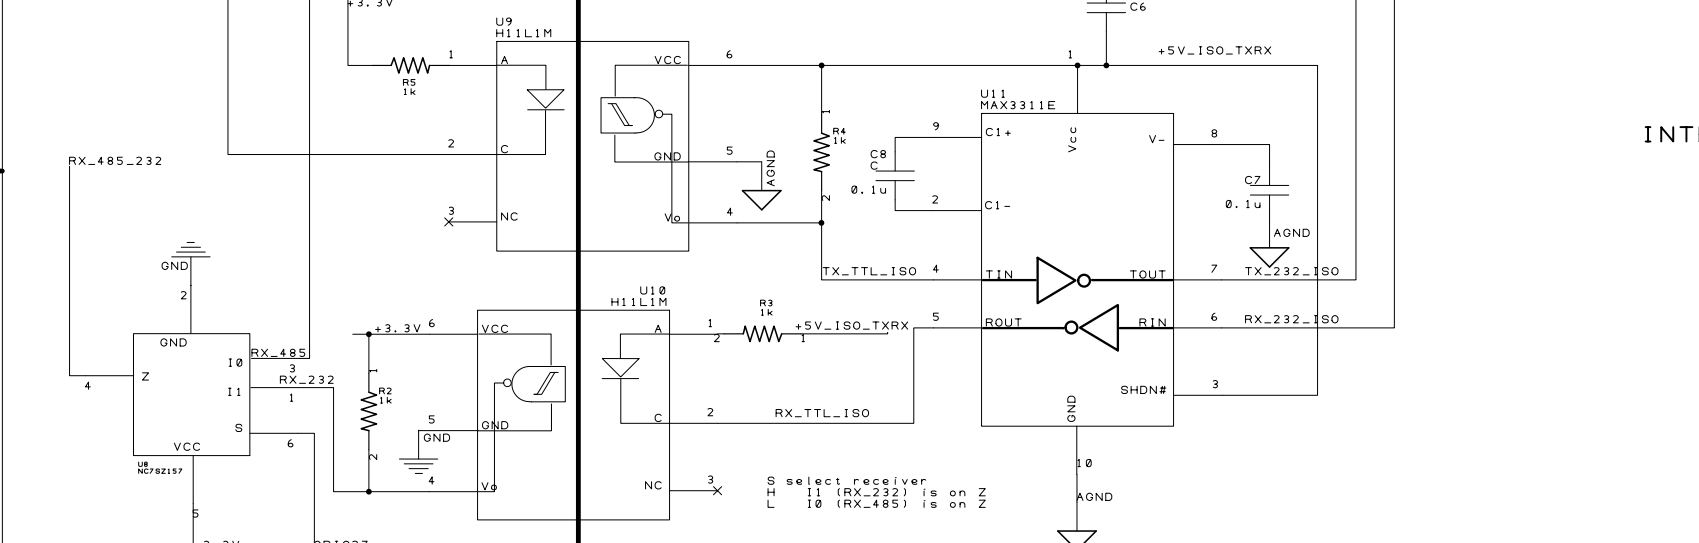 +3.3V
C6
U9
H11L1M
+5V_ISO_TXRX
1
R5
1k
A
VCC
6
1
U11
MAX3311E
1
R4
1k
Vcc
9
C1+
V-
8
2
C
GND
5
AGND
C8
C
0.1u
C7
0.1u
RX_485_232
2
2
C1-
3
NC
Vo
4
AGND
GND
2
TX_TTL_ISO
4
TIN
TOUT
7
TX_232_ISO
U10
H11L1M
R3
1k
+3.3V
6
VCC
A
1
2
+5V_ISO_TXRX
1
5
ROUT
RIN
6
RX_232_ISO
GND
I0
RX_485
3
Z
4
I1
RX_232
1
1
R2
1k
2
SHDN#
3
S
6
VCC
U8
NC7SZ157
5
GND
GND
C
2
RX_TTL_ISO
GND
10
AGND
4
Vo
NC
3
S select receiver
H I1 (RX_232) is on Z
L I0 (RX_485) is on Z
5